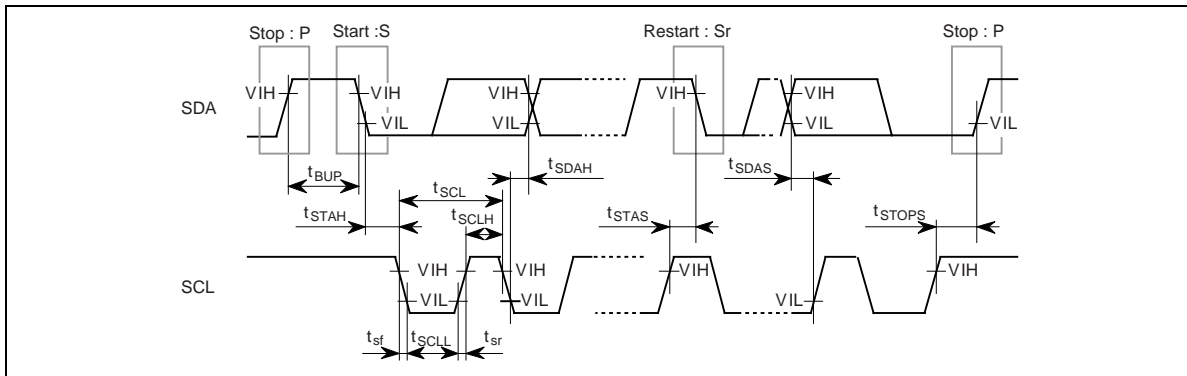 Stop : P
Start :S
Restart : Sr
Stop : P
SDA
VIH
VIH
VIL
VIH
VIL
VIH
VIH
VIL
VIL
tBUP
tSDAH
tSDAS
tSCL
tSTAH
tSCLH
tSTAS
tSTOPS
SCL
VIH
VIL
VIL
VIH
VIL
VIH
tsf
tSCLL
tsr